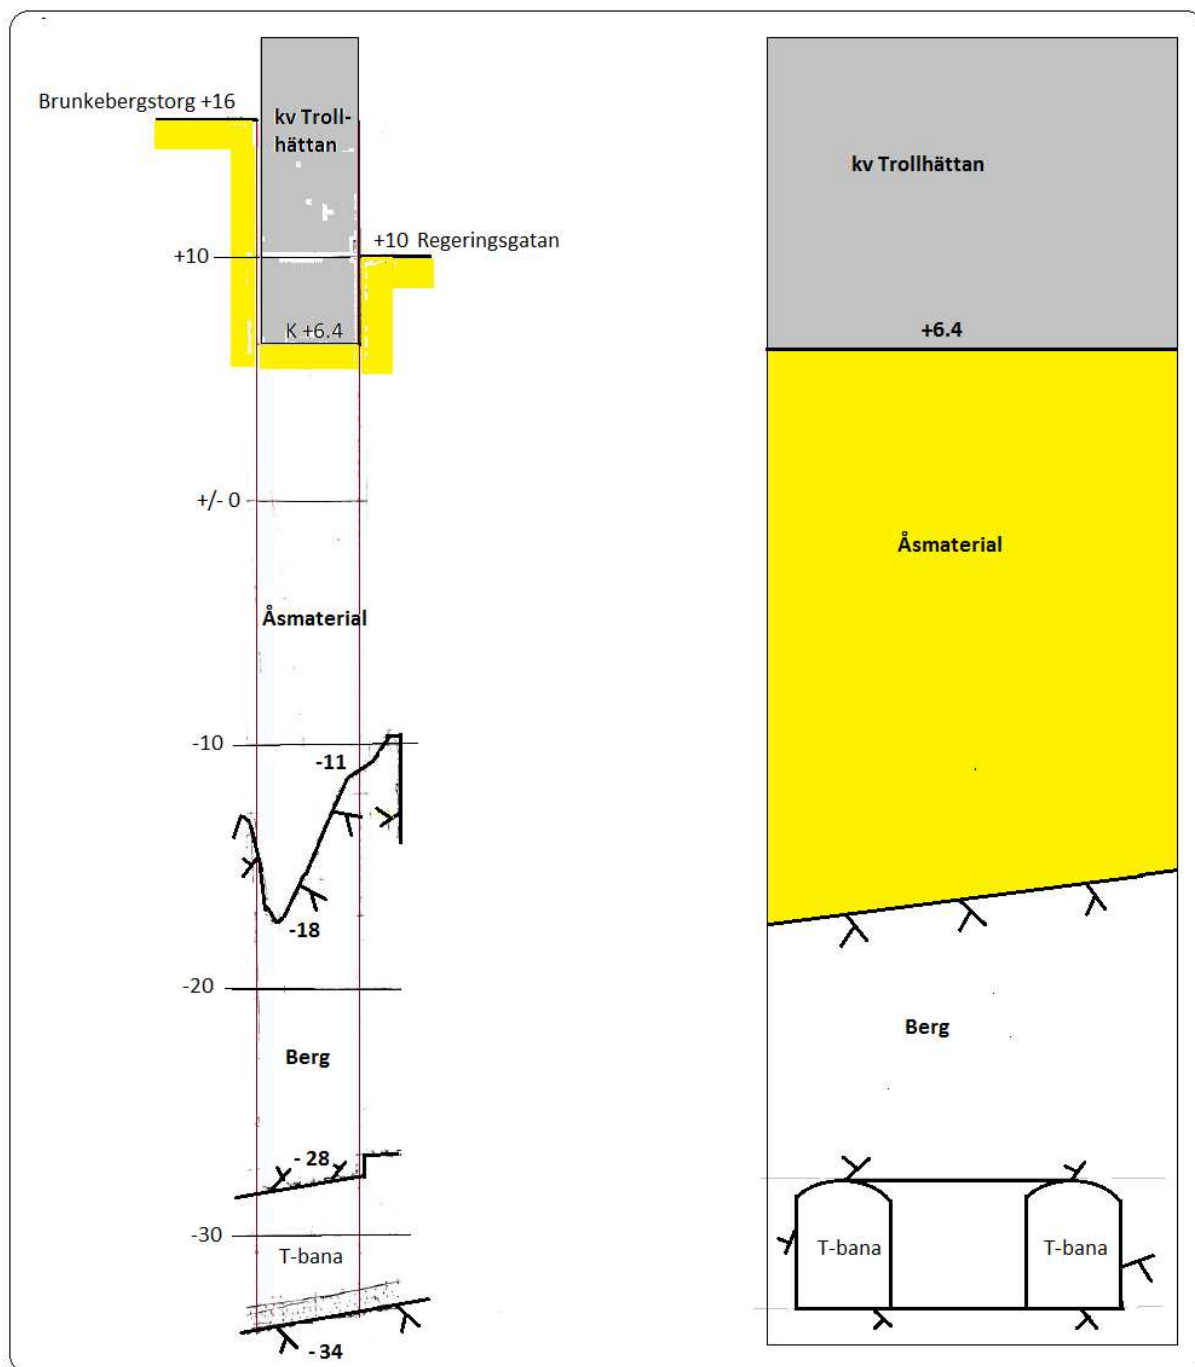 Brunkebergstorg +16
kv Troll-
hättan
+10
+10 Regeringsgatan
K +6.4
+/- 0
Åsmaterial
-10
-11
-18
-20
Berg
- 28
-30
T-bana
- 34
kv Trollhättan
+6.4
Åsmaterial
Berg
T-bana
T-bana